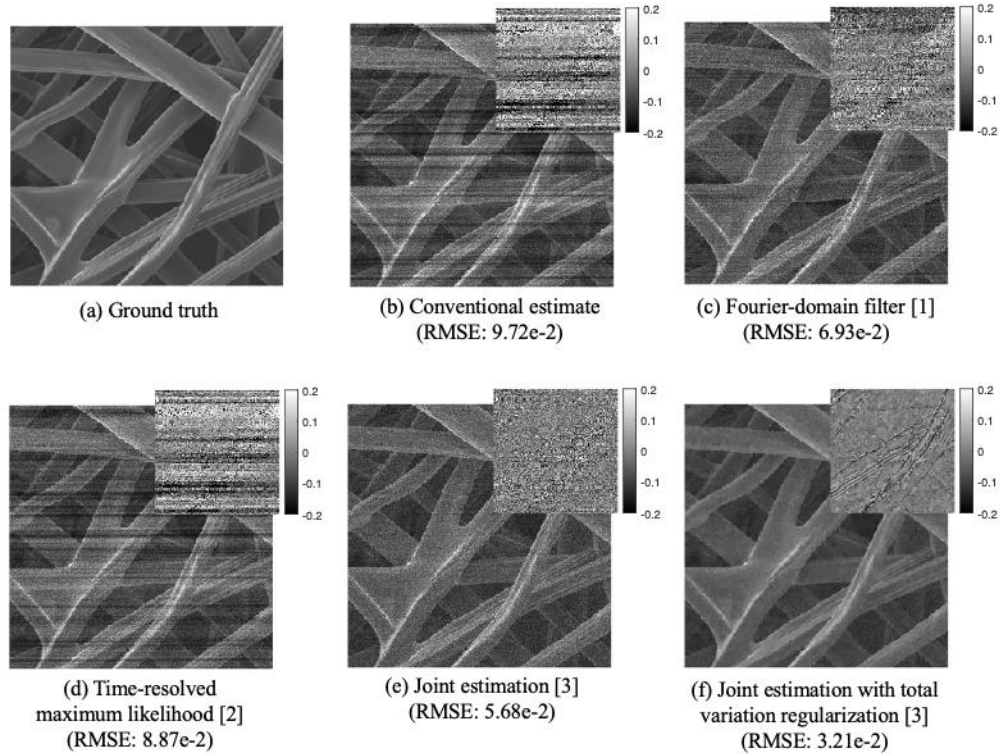 0.2
0.1
0
-0.1
-0.2
0.2
0.1
0
-0.1
-0.2
(a) Ground truth
(b) Conventional estimate
(RMSE: 9.72e-2)
(c) Fourier-domain filter [1]
(RMSE: 6.93e-2)
0.2
0.1
0
-0.1
-0.2
0.2
0.1
0
-0.1
-0.2
0.2
0.1
0
-0.1
-0.2
(d) Time-resolved
maximum likelihood [2]
(RMSE: 8.87e-2)
(e) Joint estimation [3]
(RMSE: 5.68e-2)
(f) Joint estimation with total
variation regularization [3]
(RMSE: 3.21e-2)